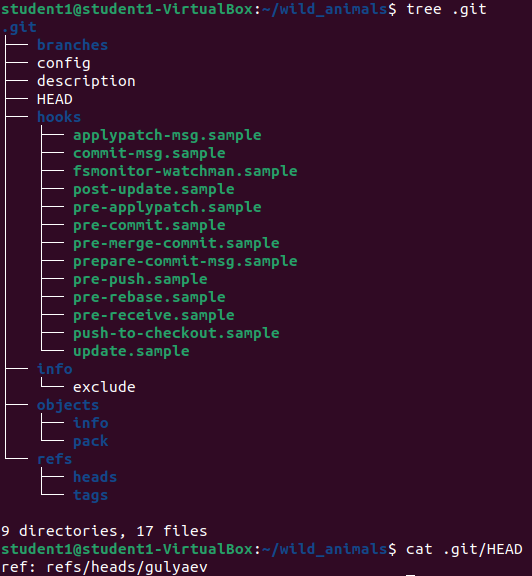 student1@student1-VirtualBox:~/wild_animals$ tree .git
.git
├── branches
├── config
├── description
├── HEAD
├── hooks
│   ├── applypatch-msg.sample
│   ├── commit-msg.sample
│   ├── fsmonitor-watchman.sample
│   ├── post-update.sample
│   ├── pre-applypatch.sample
│   ├── pre-commit.sample
│   ├── pre-merge-commit.sample
│   ├── prepare-commit-msg.sample
│   ├── pre-push.sample
│   ├── pre-rebase.sample
│   ├── pre-receive.sample
│   ├── push-to-checkout.sample
│   └── update.sample
├── info
│   └── exclude
├── objects
│   ├── info
│   └── pack
└── refs
    ├── heads
    └── tags
9 directories, 17 files
student1@student1-VirtualBox:~/wild_animals$ cat .git/HEAD
ref: refs/heads/gulyaev